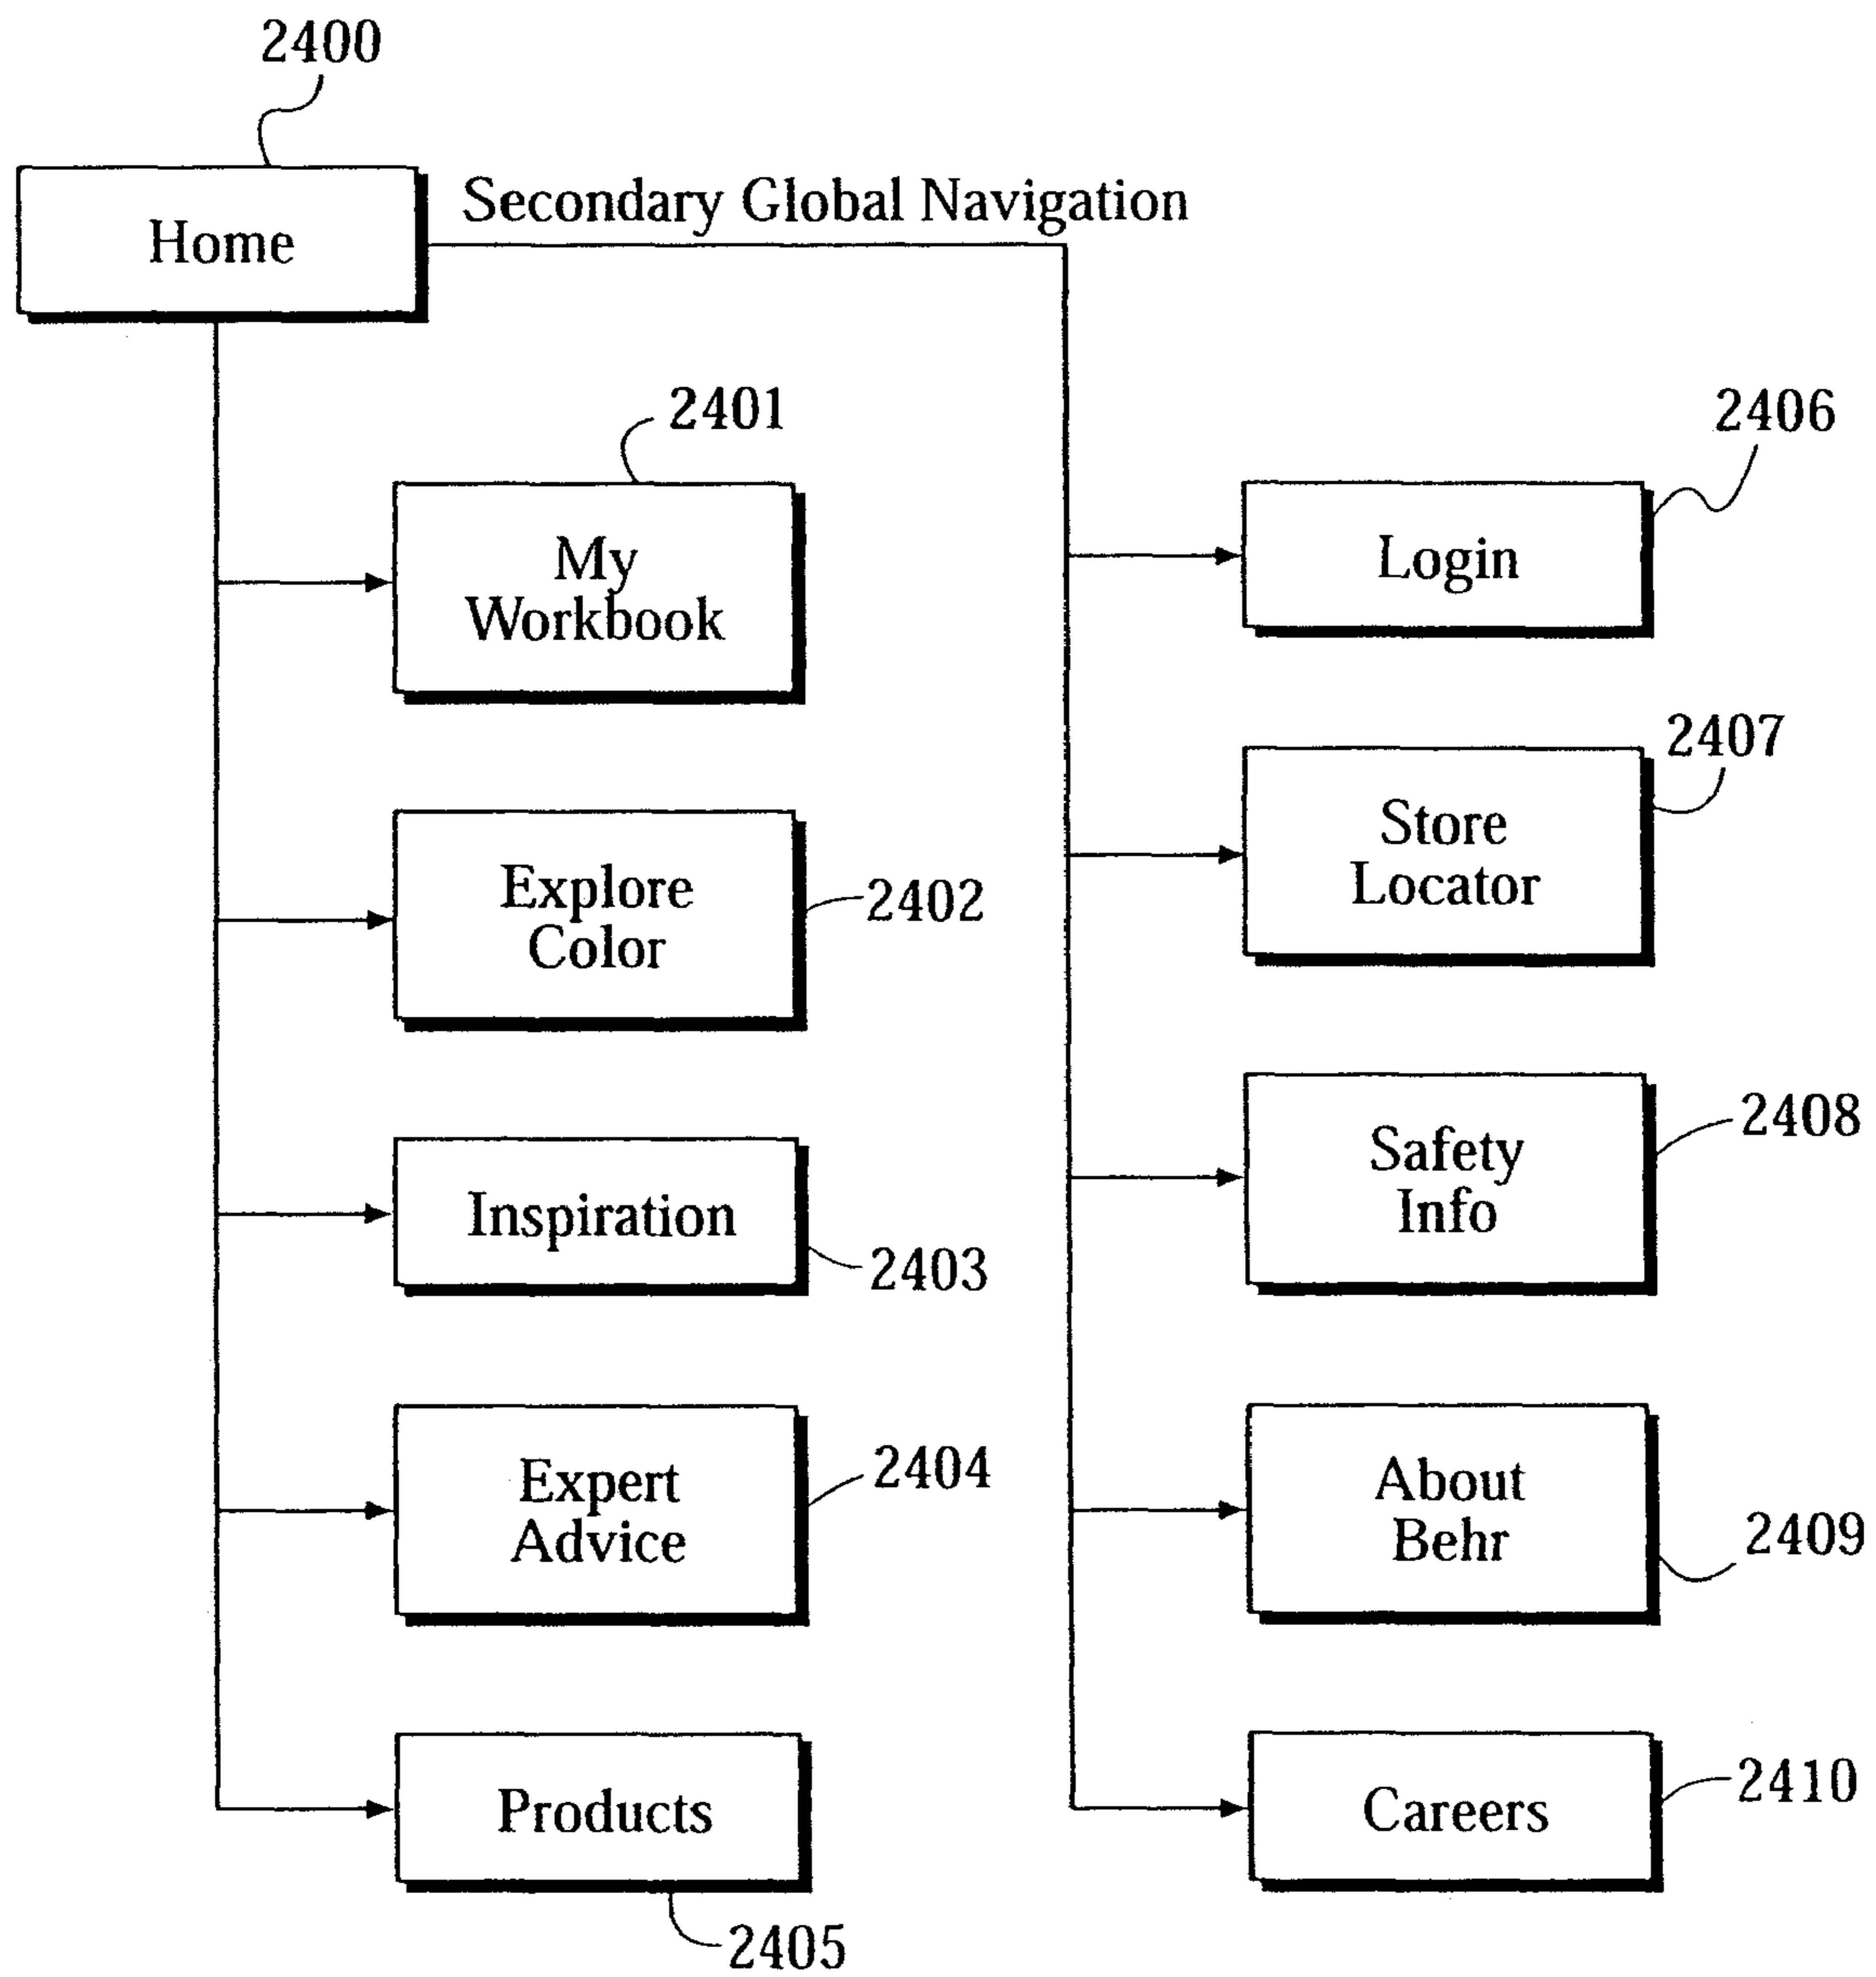 2400
Home
Secondary Global Navigation
2401
My
Workbook
Explore
Color
2402
Inspiration
2403
Expert
Advice
2404
Products
2405
2406
Login
2407
Store
Locator
2408
Safety
Info
About
Behr
2409
Careers
2410